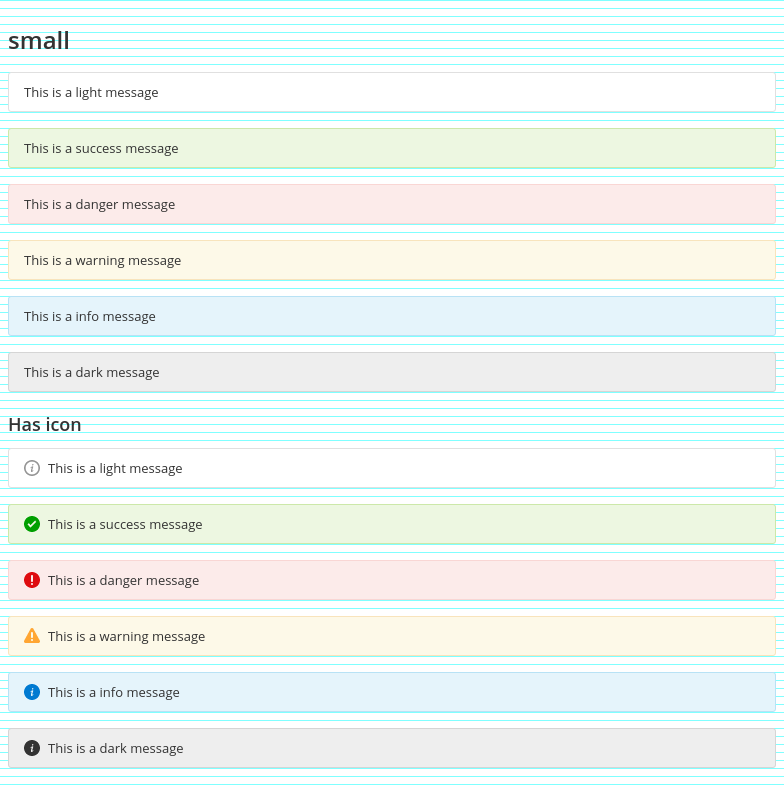 small
This is a light message
This is a success message
This is a danger message
This is a warning message
This is a info message
This is a dark message
Has icon
This is a light message
This is a success message
This is a danger message
This is a warning message
This is a info message
This is a dark message